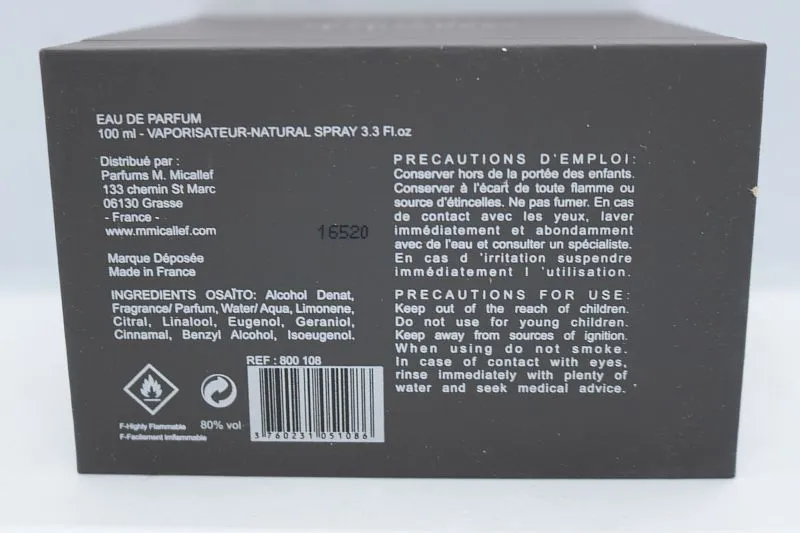 EAU DE PARFUM
100 ml - VAPORISATEUR-NATURAL SPRAY 3.3 Fl.oz
Distribué par :
Parfums M. Micallef
133 chemin St Marc
06130 Grasse
- France -
www.mmicallef.com
Marque Déposée
Made in France
16520
INGREDIENTS OSAÏTO: Alcohol Denat,
Fragrance/ Parfum, Water/ Aqua, Limonene,
Citral, Linalool, Eugenol, Geraniol,
Cinnamal, Benzyl Alcohol, Isoeugenol.
PRECAUTIONS D'EMPLOI:
Conserver hors de la portée des enfants.
Conserver à l'écart de toute flamme ou
source d'étincelles. Ne pas fumer. En cas
de contact avec les yeux, laver
immédiatement et abondamment
avec de l'eau et consulter un spécialiste.
En cas d 'irritation suspendre
immédiatement l 'utilisation.
PRECAUTIONS FOR USE:
Keep out of the reach of children.
Do not use for young children.
Keep away from sources of ignition.
When using do not smoke.
In case of contact with eyes,
rinse immediately with plenty of
water and seek medical advice.
REF : 800 108
F-Highly Flammable
F-Facilement Imflammable
80% vol
3 760231 051086